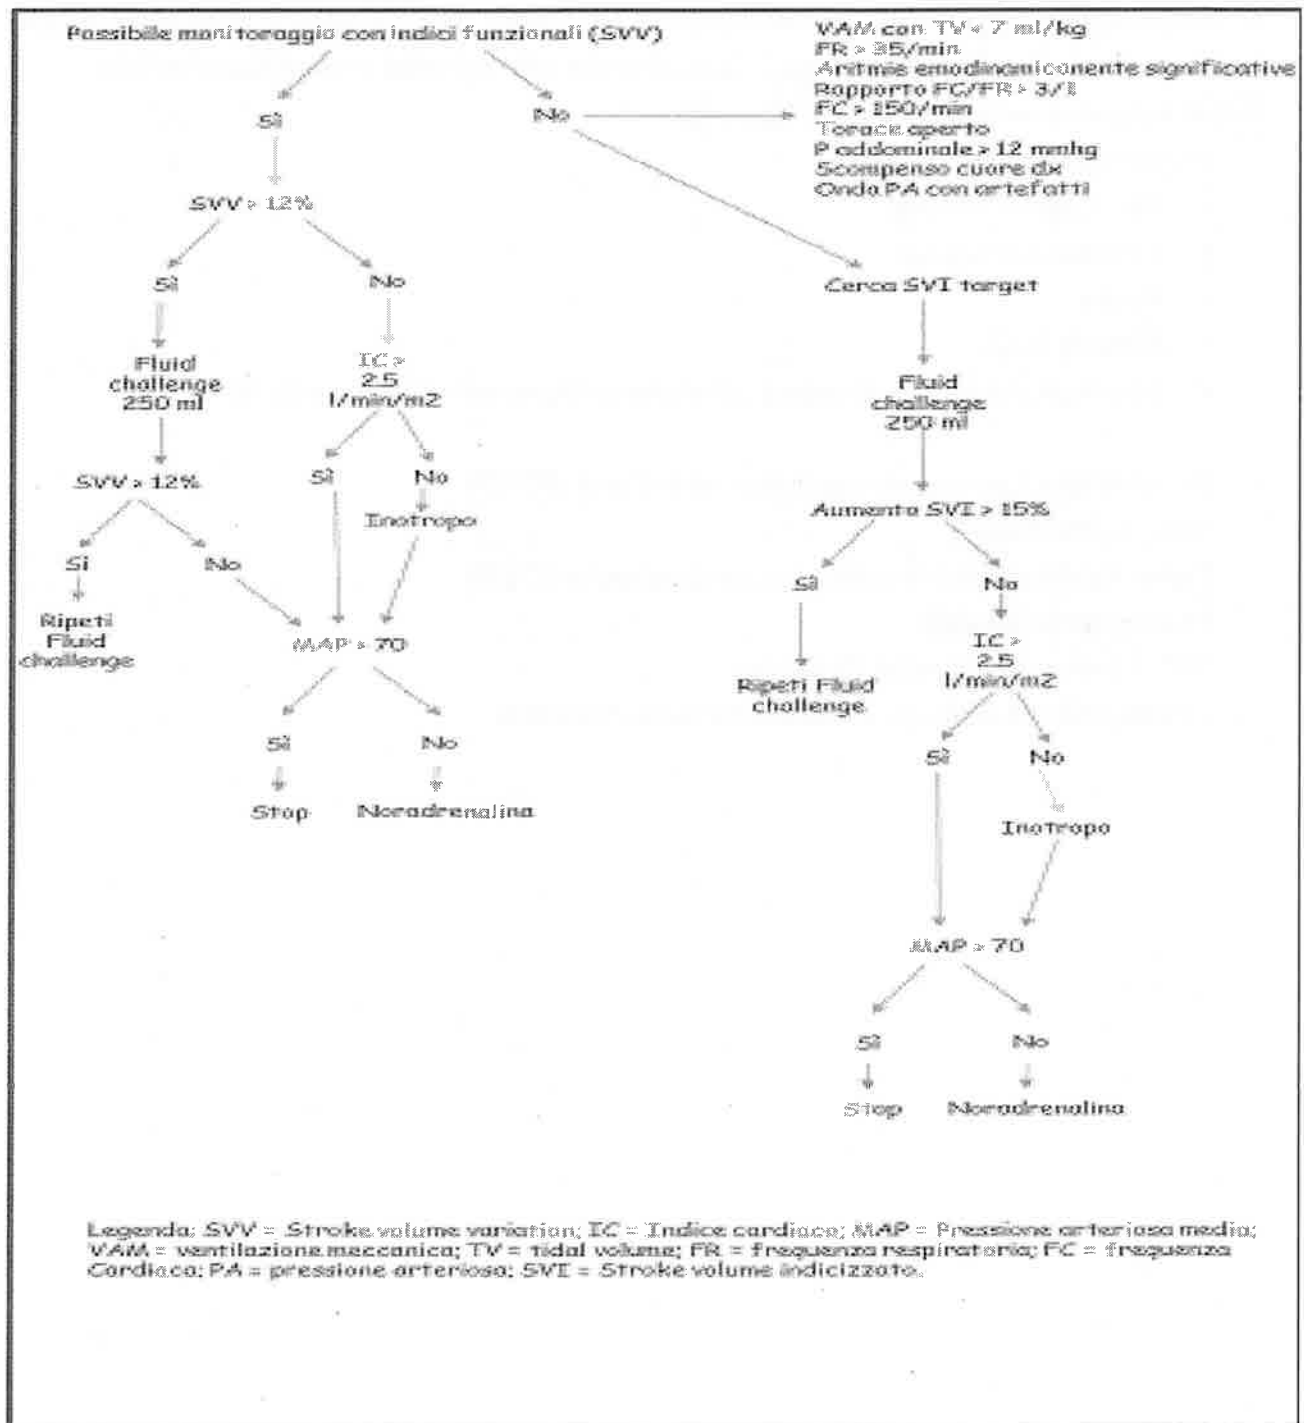 Possibile monitoraggio con indici funzionali (SVV)
VAM con TV < 7 ml/kg
FR > 35/min
Aritmie emodinamicamente significative
Rapporto FC/FR > 3/1
FC > 150/min
Torace aperto
P addominale > 12 mmhg
Scompenso cuore dx
Onda PA con artefatti
Sì
No
SVV > 12%
Sì
No
Cerca SVI target
Fluid
challenge
250 ml
IC >
2.5
l/min/m2
Fluid
challenge
250 ml
SVV > 12%
Sì
No
Inotropo
Aumento SVI > 15%
Sì
No
Sì
No
Ripeti
Fluid
challenge
MAP > 70
IC >
2.5
l/min/m2
Ripeti Fluid
challenge
Sì
No
Sì
No
Stop
Noradrenalina
Inotropo
MAP > 70
Sì
No
Stop
Noradrenalina
Legenda: SVV = Stroke volume variation; IC = Indice cardiaco; MAP = Pressione arteriosa media;
VAM = ventilazione meccanica; TV = tidal volume; FR = frequenza respiratoria; FC = frequenza
Cardiaca; PA = pressione arteriosa; SVI = Stroke volume indicizzato.